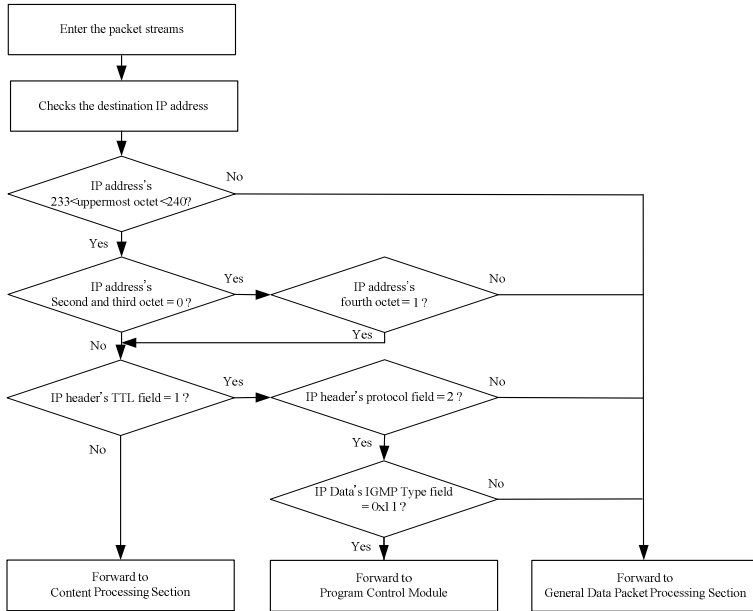 Enter the packet streams
Checks the destination IP address
IP address's
233<uppermost octet<240?
No
Yes
IP address's
Second and third octet = 0 ?
Yes
IP address's
fourth octet = 1 ?
No
Yes
No
IP header's TTL field = 1 ?
Yes
IP header's protocol field = 2 ?
No
No
Yes
IP Data's IGMP Type field
= 0x11 ?
No
Yes
Forward to
Content Processing Section
Forward to
Program Control Module
Forward to
General Data Packet Processing Section